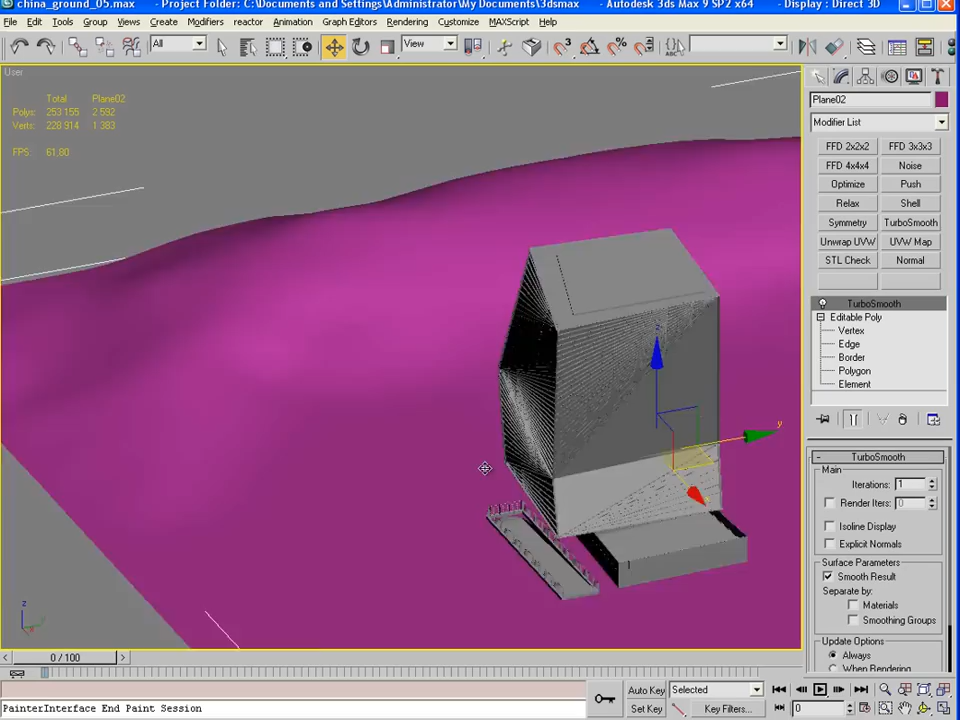 china_ground_05.max - Project Folder: C:\Documents and Settings\Administrator\My Documents\3dsmax - Autodesk 3ds Max 9 SP2 x64 - Display : Direct 3D
File Edit Tools Group Views Create Modifiers reactor Animation Graph Editors Rendering Customize MAXScript Help
All
View
User
Total Plane02
Polys: 253 155 2 592
Verts: 228 914 1 383
FPS: 61,80
Plane02
Modifier List
FFD 2x2x2 FFD 3x3x3
FFD 4x4x4 Noise
Optimize Push
Relax Shell
Symmetry TurboSmooth
Unwrap UVW UVW Map
STL Check Normal
TurboSmooth
Editable Poly
Vertex
Edge
Border
Polygon
Element
TurboSmooth
Main
Iterations: 1
Render Iters: 0
Isoline Display
Explicit Normals
Surface Parameters
Smooth Result
Separate by:
Materials
Smoothing Groups
Update Options
Always
When Rendering
z
y
z
0 / 100
Auto Key Selected
Set Key Key Filters...
0
PainterInterface End Paint Session